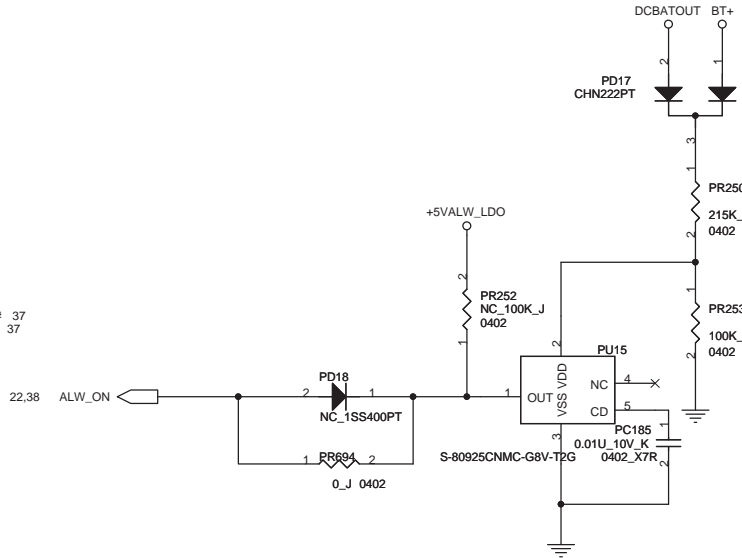 DCBATOUT BT+
2
1
PD17
CHN222PT
3
1
PR250
215K_
0402
2
+5VALW_LDO
2
PR252
NC_100K_J
0402
1
1
PR253
100K_
0402
2
37
37
PU15
2
VDD
NC 4
1 OUT
VSS
CD 5
3
PD18
2 1
NC_1SS400PT
22,38 ALW_ON
1
PC185
0.01U_10V_K
0402_X7R
2
S-80925CNMC-G8V-T2G
1 PR694 2
0_J 0402